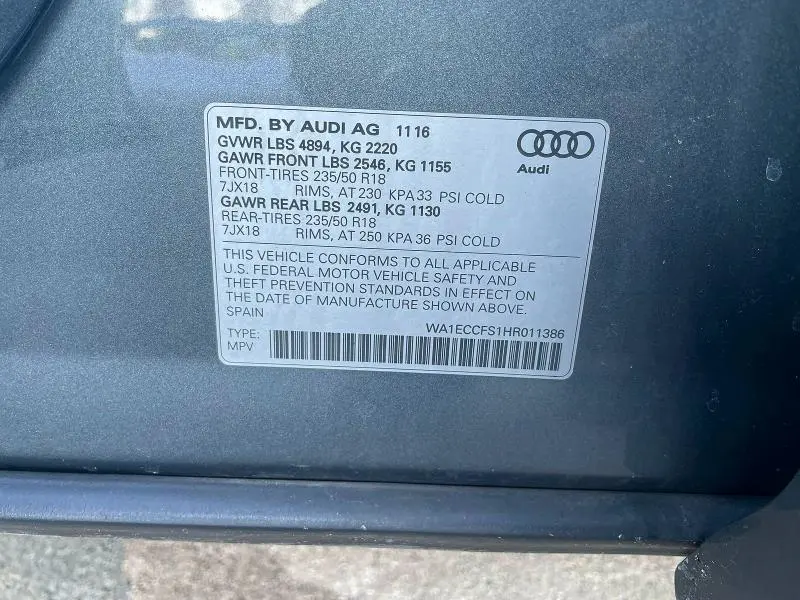 MFD. BY AUDI AG 11 16
GVWR LBS 4894, KG 2220
GAWR FRONT LBS 2546, KG 1155
FRONT-TIRES 235/50 R18
7JX18 RIMS, AT 230 KPA 33 PSI COLD
GAWR REAR LBS 2491, KG 1130
REAR-TIRES 235/50 R18
7JX18 RIMS, AT 250 KPA 36 PSI COLD
Audi
THIS VEHICLE CONFORMS TO ALL APPLICABLE
U.S. FEDERAL MOTOR VEHICLE SAFETY AND
THEFT PREVENTION STANDARDS IN EFFECT ON
THE DATE OF MANUFACTURE SHOWN ABOVE.
SPAIN
WA1ECCFS1HR011386
TYPE:
MPV